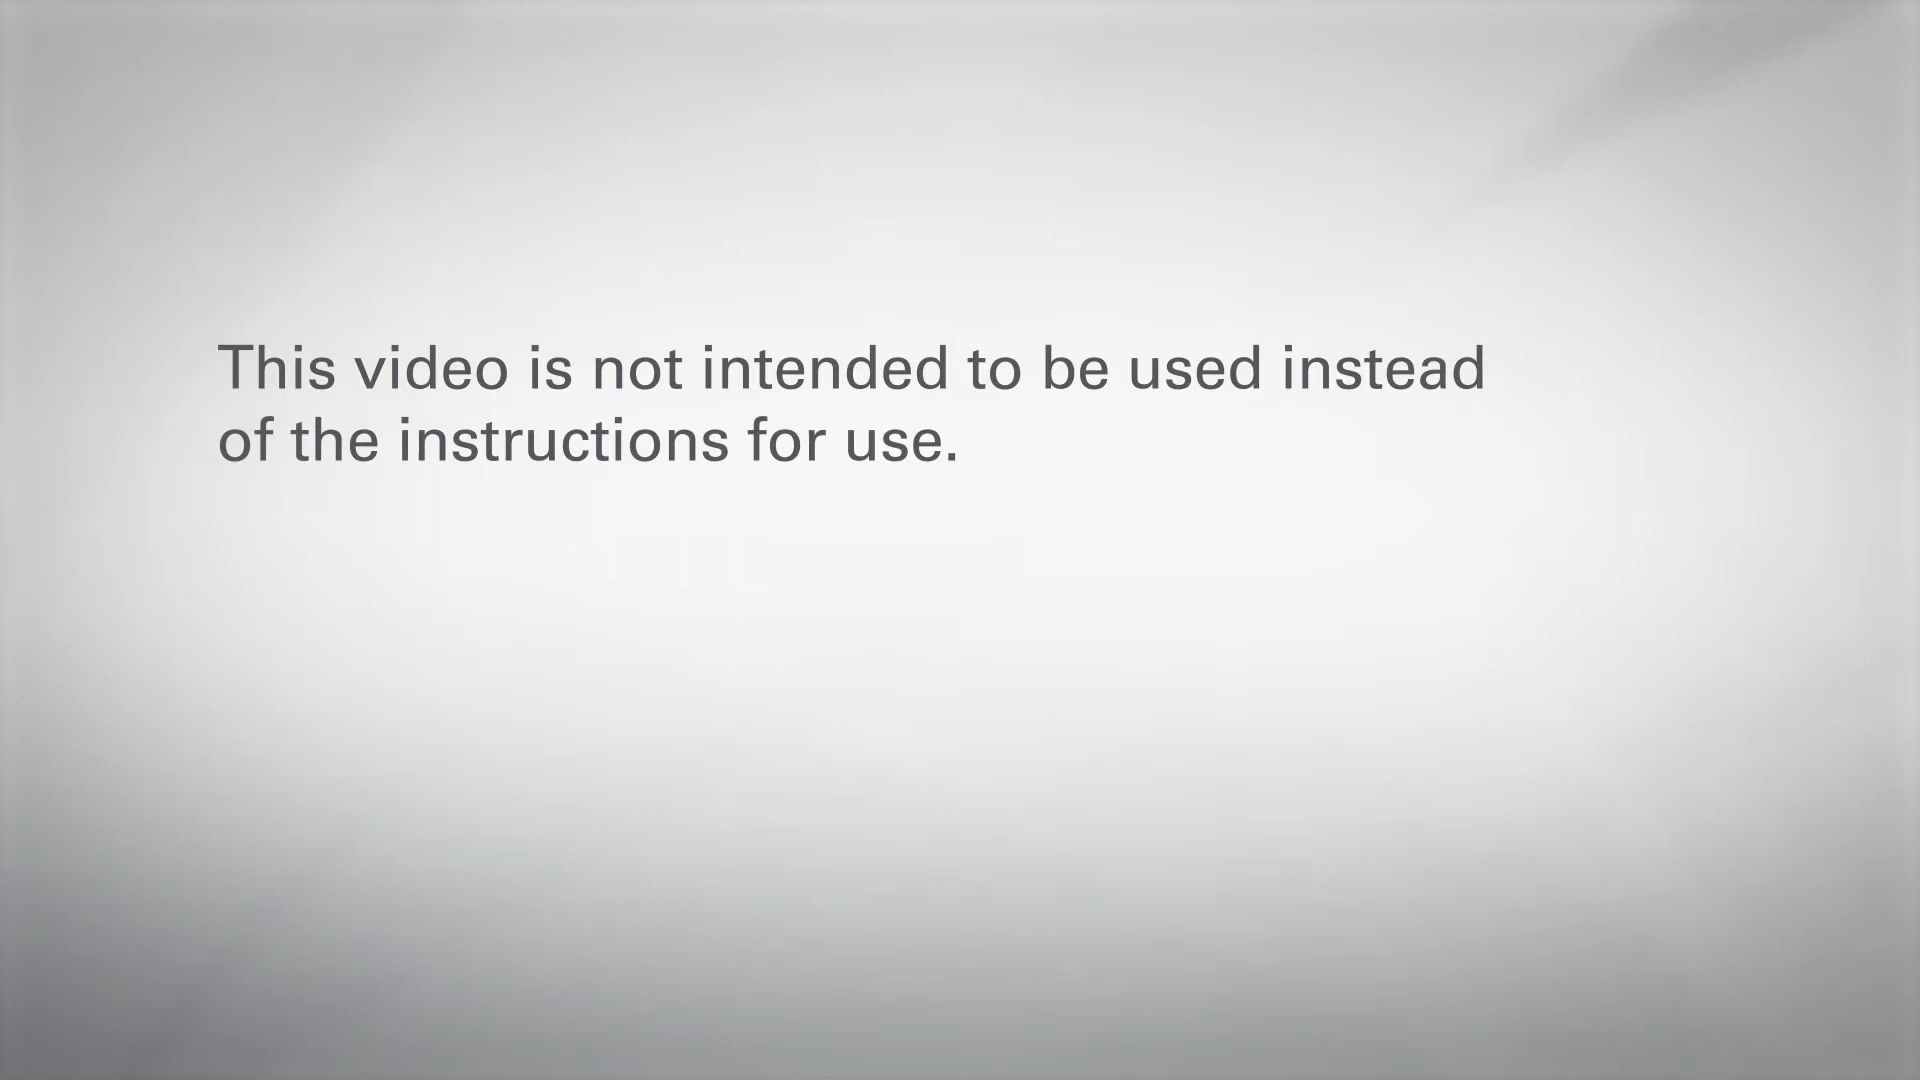 This video is not intended to be used instead
of the instructions for use.